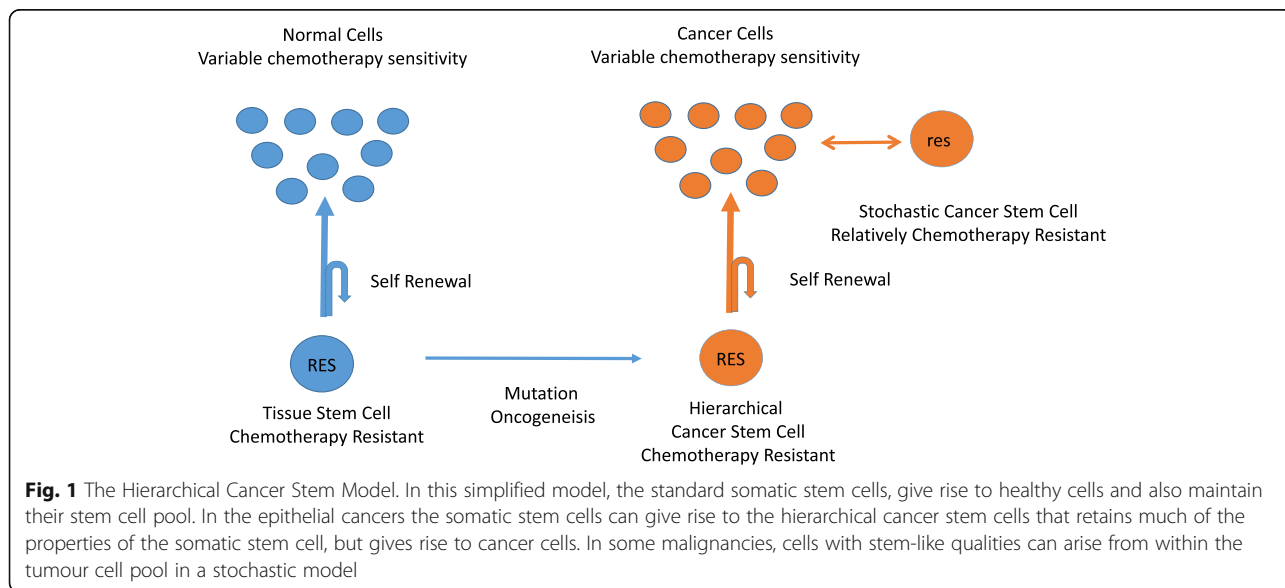 Normal Cells
Variable chemotherapy sensitivity
Cancer Cells
Variable chemotherapy sensitivity
res
Stochastic Cancer Stem Cell
Relatively Chemotherapy Resistant
Self Renewal
Self Renewal
RES
RES
Mutation
Oncogeneisis
Tissue Stem Cell
Chemotherapy Resistant
Hierarchical
Cancer Stem Cell
Chemotherapy Resistant
Fig. 1 The Hierarchical Cancer Stem Model. In this simplified model, the standard somatic stem cells, give rise to healthy cells and also maintain
their stem cell pool. In the epithelial cancers the somatic stem cells can give rise to the hierarchical cancer stem cells that retains much of the
properties of the somatic stem cell, but gives rise to cancer cells. In some malignancies, cells with stem-like qualities can arise from within the
tumour cell pool in a stochastic model